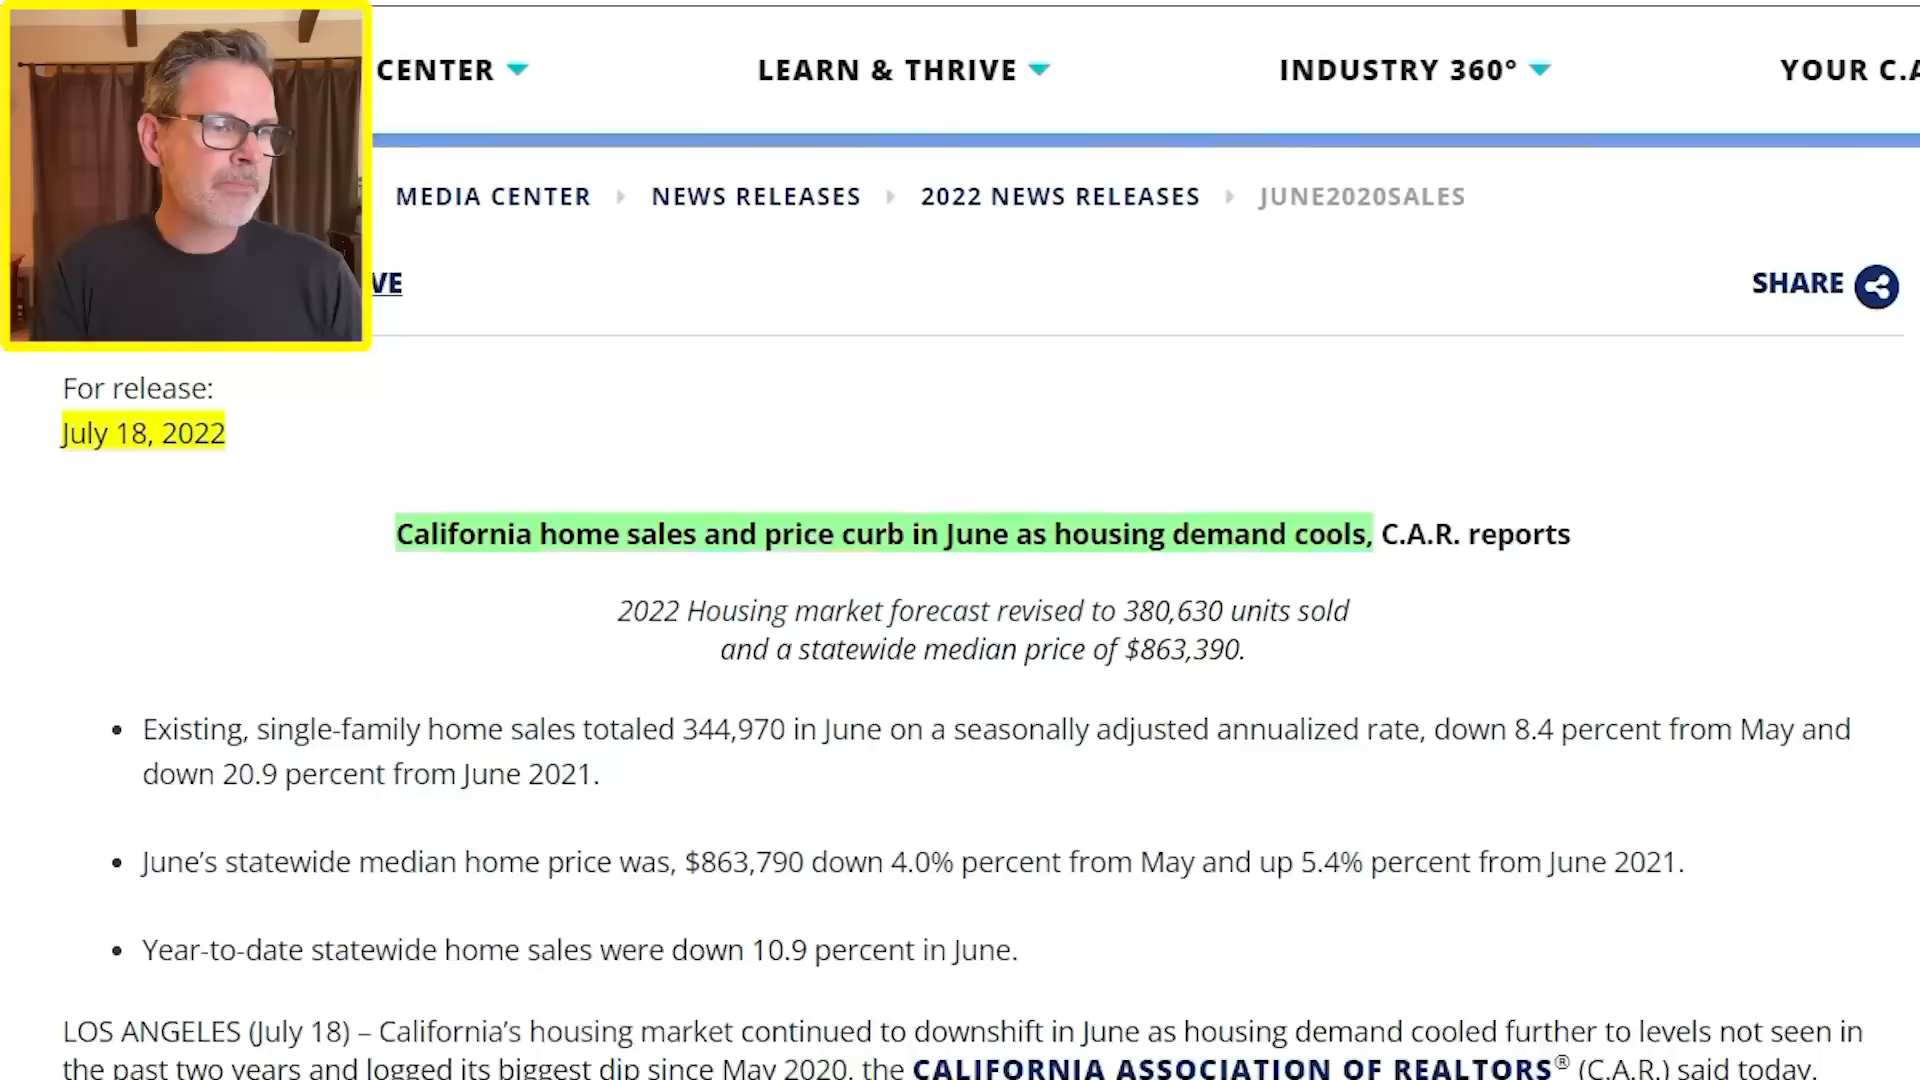 CENTER
LEARN & THRIVE
INDUSTRY 360°
YOUR C.A
MEDIA CENTER
NEWS RELEASES
2022 NEWS RELEASES
JUNE2020SALES
VE
SHARE
For release:
July 18, 2022
California home sales and price curb in June as housing demand cools, C.A.R. reports
2022 Housing market forecast revised to 380,630 units sold
and a statewide median price of $863,390.
• Existing, single-family home sales totaled 344,970 in June on a seasonally adjusted annualized rate, down 8.4 percent from May and
down 20.9 percent from June 2021.
• June’s statewide median home price was, $863,790 down 4.0% percent from May and up 5.4% percent from June 2021.
• Year-to-date statewide home sales were down 10.9 percent in June.
LOS ANGELES (July 18) – California’s housing market continued to downshift in June as housing demand cooled further to levels not seen in
the past two years and logged its biggest dip since May 2020, the CALIFORNIA ASSOCIATION OF REALTORS® (C.A.R.) said today.